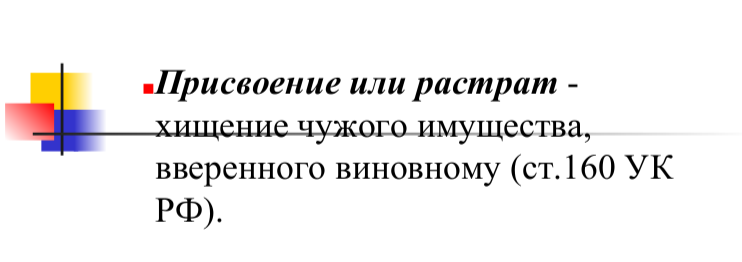 Присвоение или растрат -
хищение чужого имущества,
вверенного виновному (ст.160 УК
РФ).